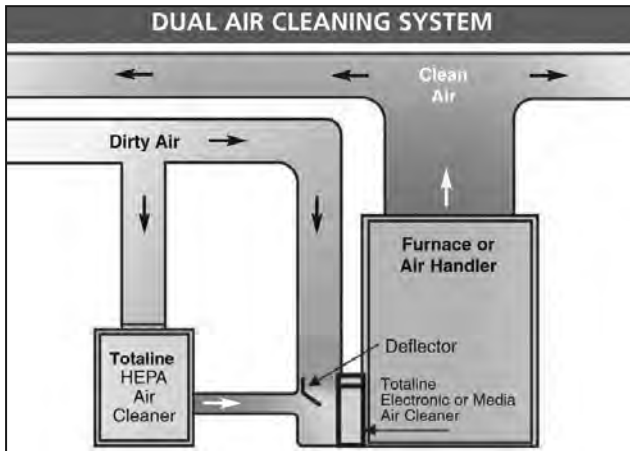 DUAL AIR CLEANING SYSTEM
Clean
Air
Dirty Air
Furnace or
Air Handler
Deflector
Totaline
HEPA
Air
Cleaner
Totaline
Electronic or Media
Air Cleaner